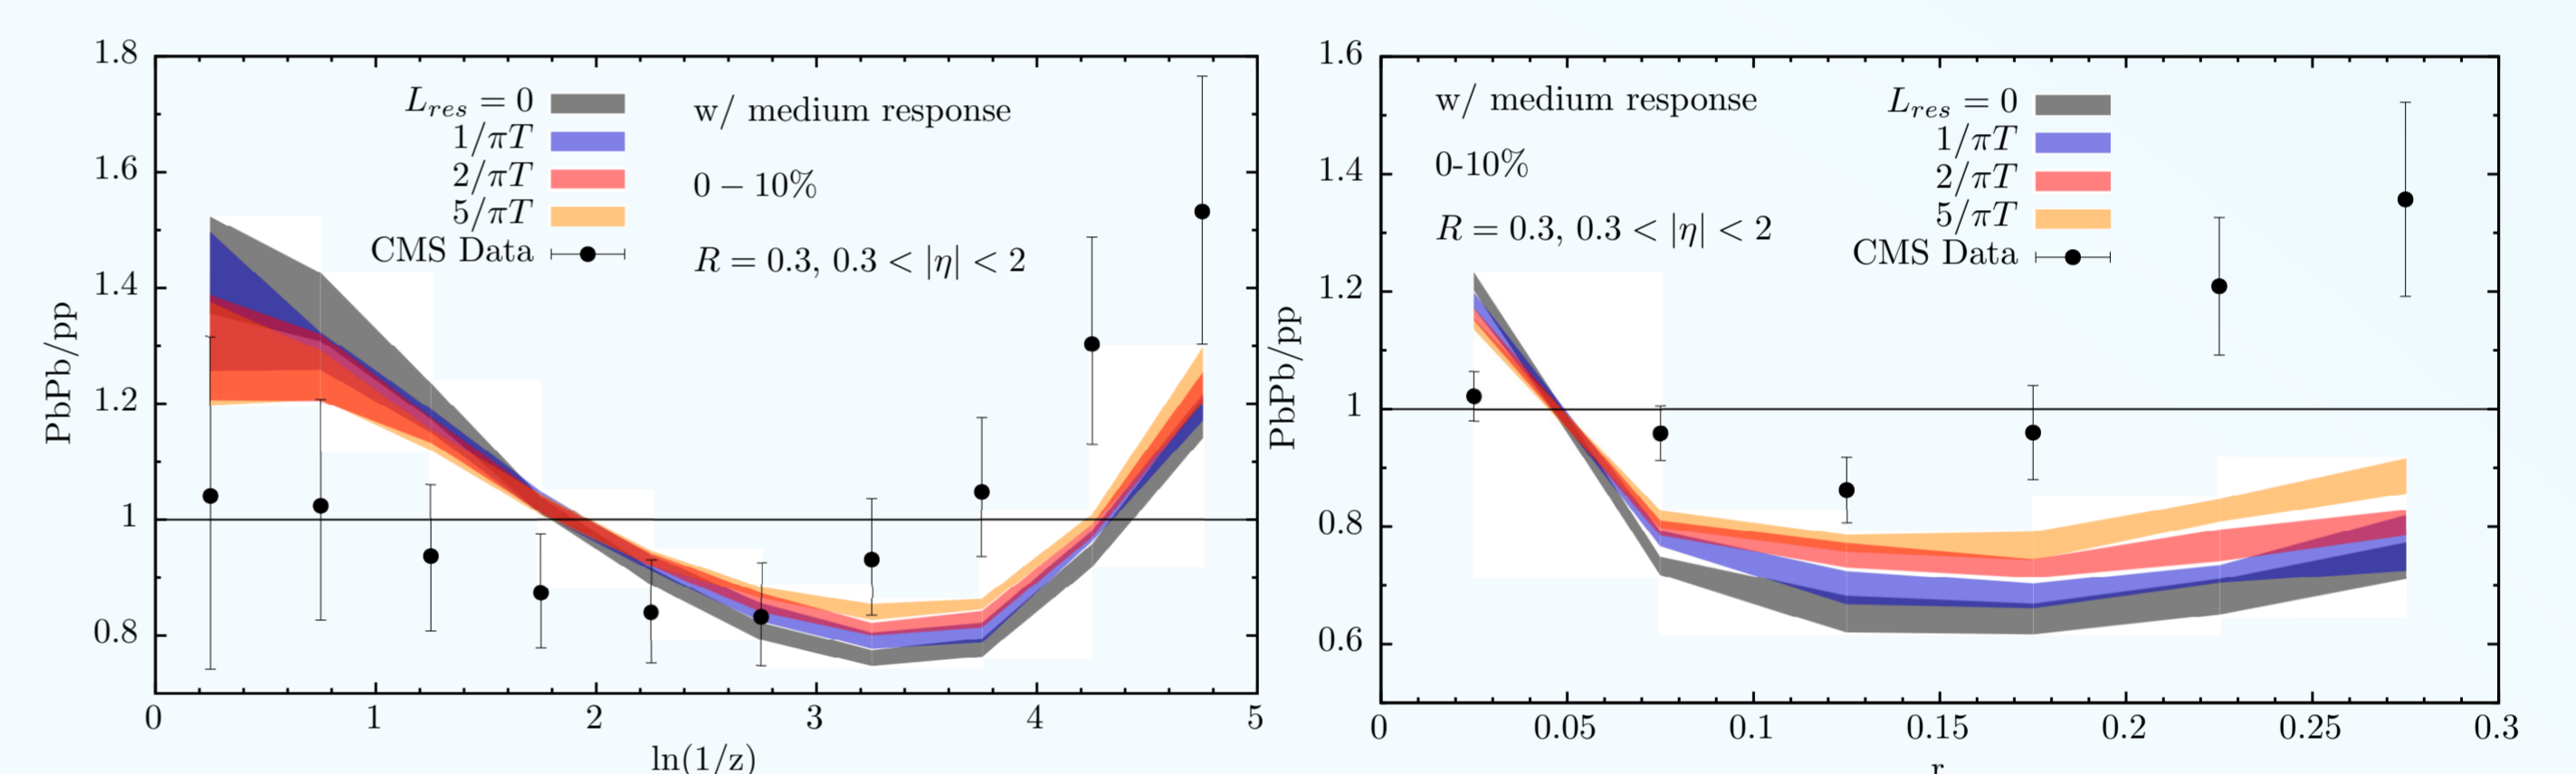 1.8
1.6
1.4
1.2
1
0.8
PbPb/pp
L_res = 0
1/πT
2/πT
5/πT
CMS Data
w/ medium response
0 – 10%
R = 0.3, 0.3 < |η| < 2
0 1 2 3 4 5
ln(1/z)
1.6
1.4
1.2
1
0.8
0.6
PbPb/pp
w/ medium response
0-10%
R = 0.3, 0.3 < |η| < 2
L_res = 0
1/πT
2/πT
5/πT
CMS Data
0 0.05 0.1 0.15 0.2 0.25 0.3
r